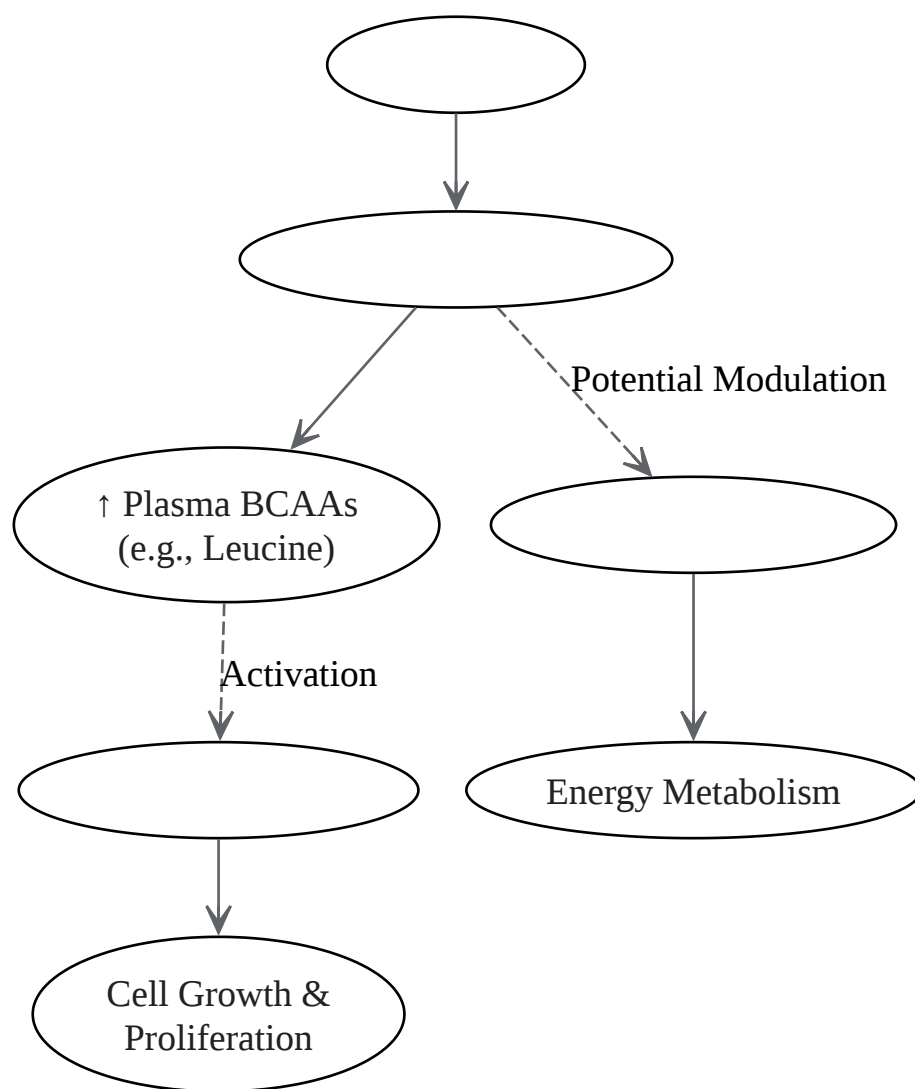 Potential Modulation
↑ Plasma BCAAs
(e.g., Leucine)
Activation
Energy Metabolism
Cell Growth &
Proliferation